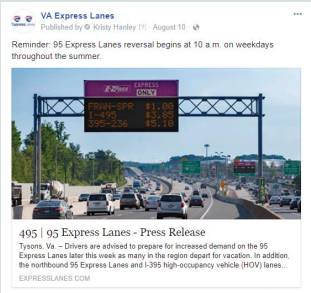 VA Express Lanes
Published by Kristy Hanley [?] · August 10 ·
Reminder: 95 Express Lanes reversal begins at 10 a.m. on weekdays
throughout the summer.
EXPRESS
ONLY
FRAN-SPR $1.00
I-495 $3.85
395-236 $5.10
495 | 95 Express Lanes - Press Release
Tysons, Va. – Drivers are advised to prepare for increased demand on the 95
Express Lanes later this week as many in the region depart for vacation. In addition,
the northbound 95 Express Lanes and I-395 high-occupancy vehicle (HOV) lanes...
EXPRESSLANES.COM